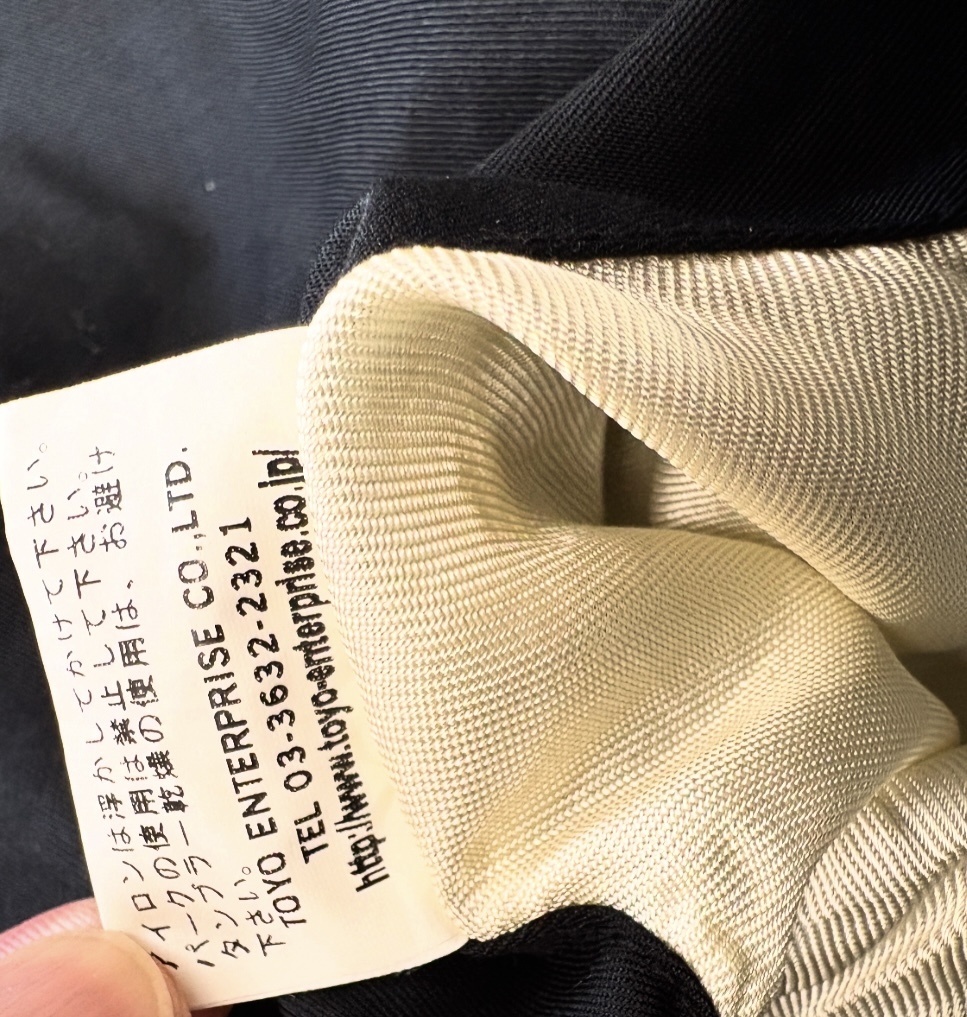 アイロンは浮かしてかけて下さい。
パークの使用は禁止して下さい。
タンブラー乾燥の使用は、お避け
下さい。
TOYO ENTERPRISE CO.,LTD.
TEL 03-3632-2321
http://www.toyo-enterprise.co.jp/